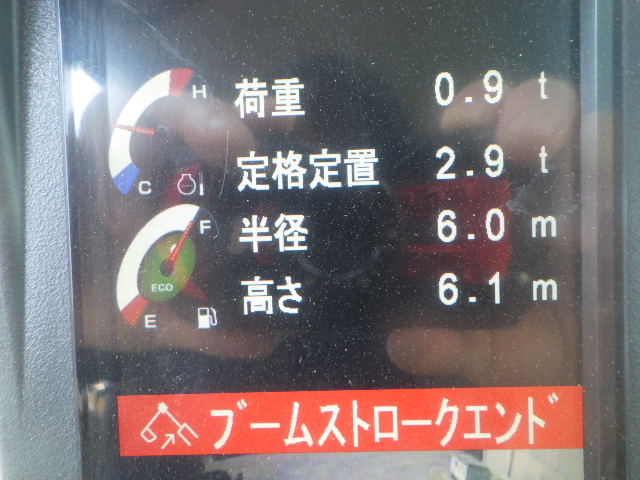 H
荷重 0.9 t
C
定格定置 2.9 t
F
半径 6.0 m
ECO
高さ 6.1 m
E
ブームストロークエンド